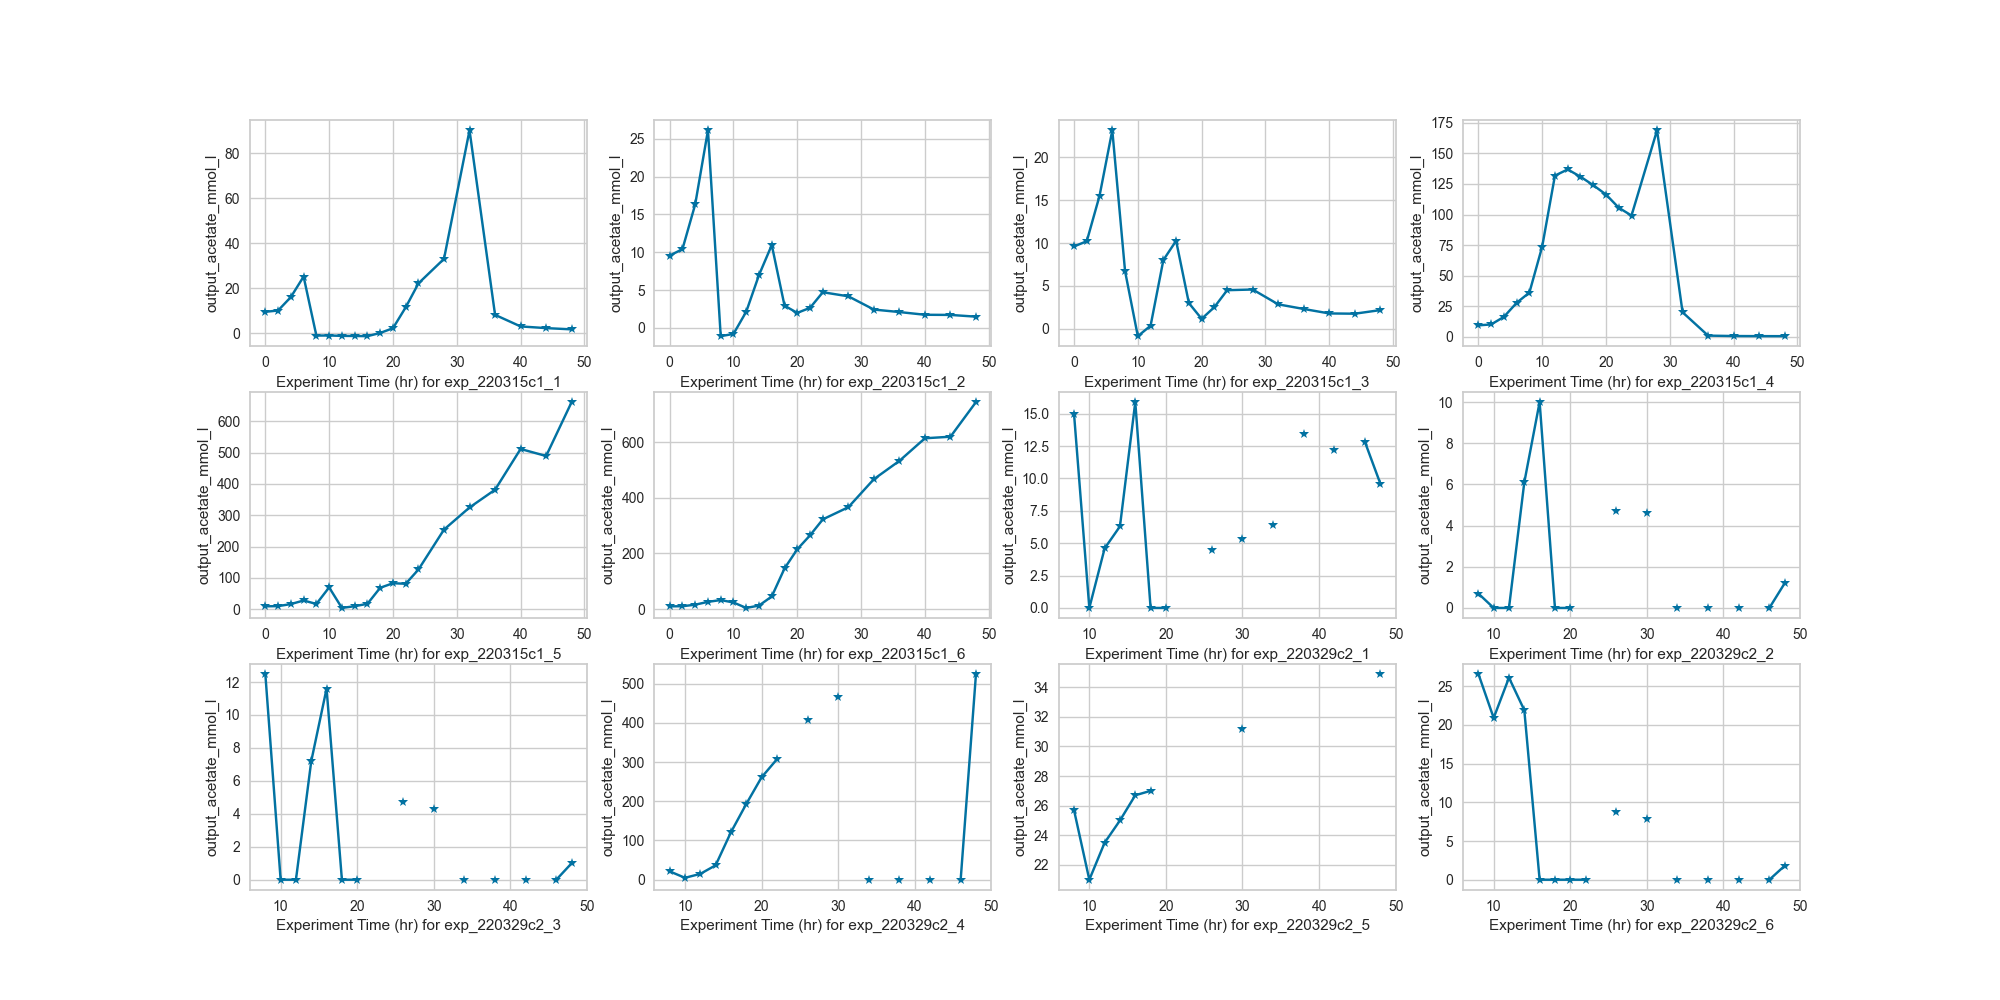 output_acetate_mmol_l
80
60
40
20
0
0 10 20 30 40 50
Experiment Time (hr) for exp_220315c1_1
output_acetate_mmol_l
25
20
15
10
5
0
0 10 20 30 40 50
Experiment Time (hr) for exp_220315c1_2
output_acetate_mmol_l
20
15
10
5
0
0 10 20 30 40 50
Experiment Time (hr) for exp_220315c1_3
output_acetate_mmol_l
175
150
125
100
75
50
25
0
0 10 20 30 40 50
Experiment Time (hr) for exp_220315c1_4
output_acetate_mmol_l
600
500
400
300
200
100
0
0 10 20 30 40 50
Experiment Time (hr) for exp_220315c1_5
output_acetate_mmol_l
600
400
200
0
0 10 20 30 40 50
Experiment Time (hr) for exp_220315c1_6
output_acetate_mmol_l
15.0
12.5
10.0
7.5
5.0
2.5
0.0
10 20 30 40 50
Experiment Time (hr) for exp_220329c2_1
output_acetate_mmol_l
10
8
6
4
2
0
10 20 30 40 50
Experiment Time (hr) for exp_220329c2_2
output_acetate_mmol_l
12
10
8
6
4
2
0
10 20 30 40 50
Experiment Time (hr) for exp_220329c2_3
output_acetate_mmol_l
500
400
300
200
100
0
10 20 30 40 50
Experiment Time (hr) for exp_220329c2_4
output_acetate_mmol_l
34
32
30
28
26
24
22
10 20 30 40 50
Experiment Time (hr) for exp_220329c2_5
output_acetate_mmol_l
25
20
15
10
5
0
10 20 30 40 50
Experiment Time (hr) for exp_220329c2_6